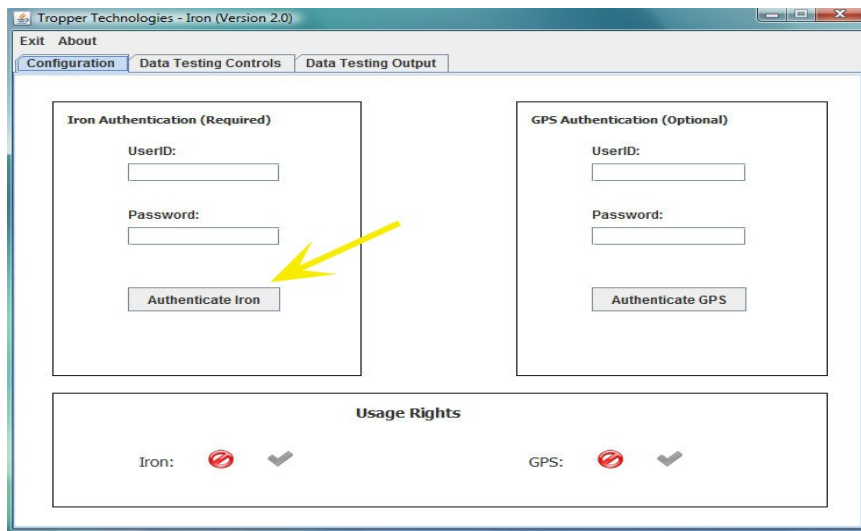 Tropper Technologies - Iron (Version 2.0)
Exit About
Configuration Data Testing Controls Data Testing Output
Iron Authentication (Required)
UserID:
Password:
Authenticate Iron
GPS Authentication (Optional)
UserID:
Password:
Authenticate GPS
Usage Rights
Iron:
GPS: